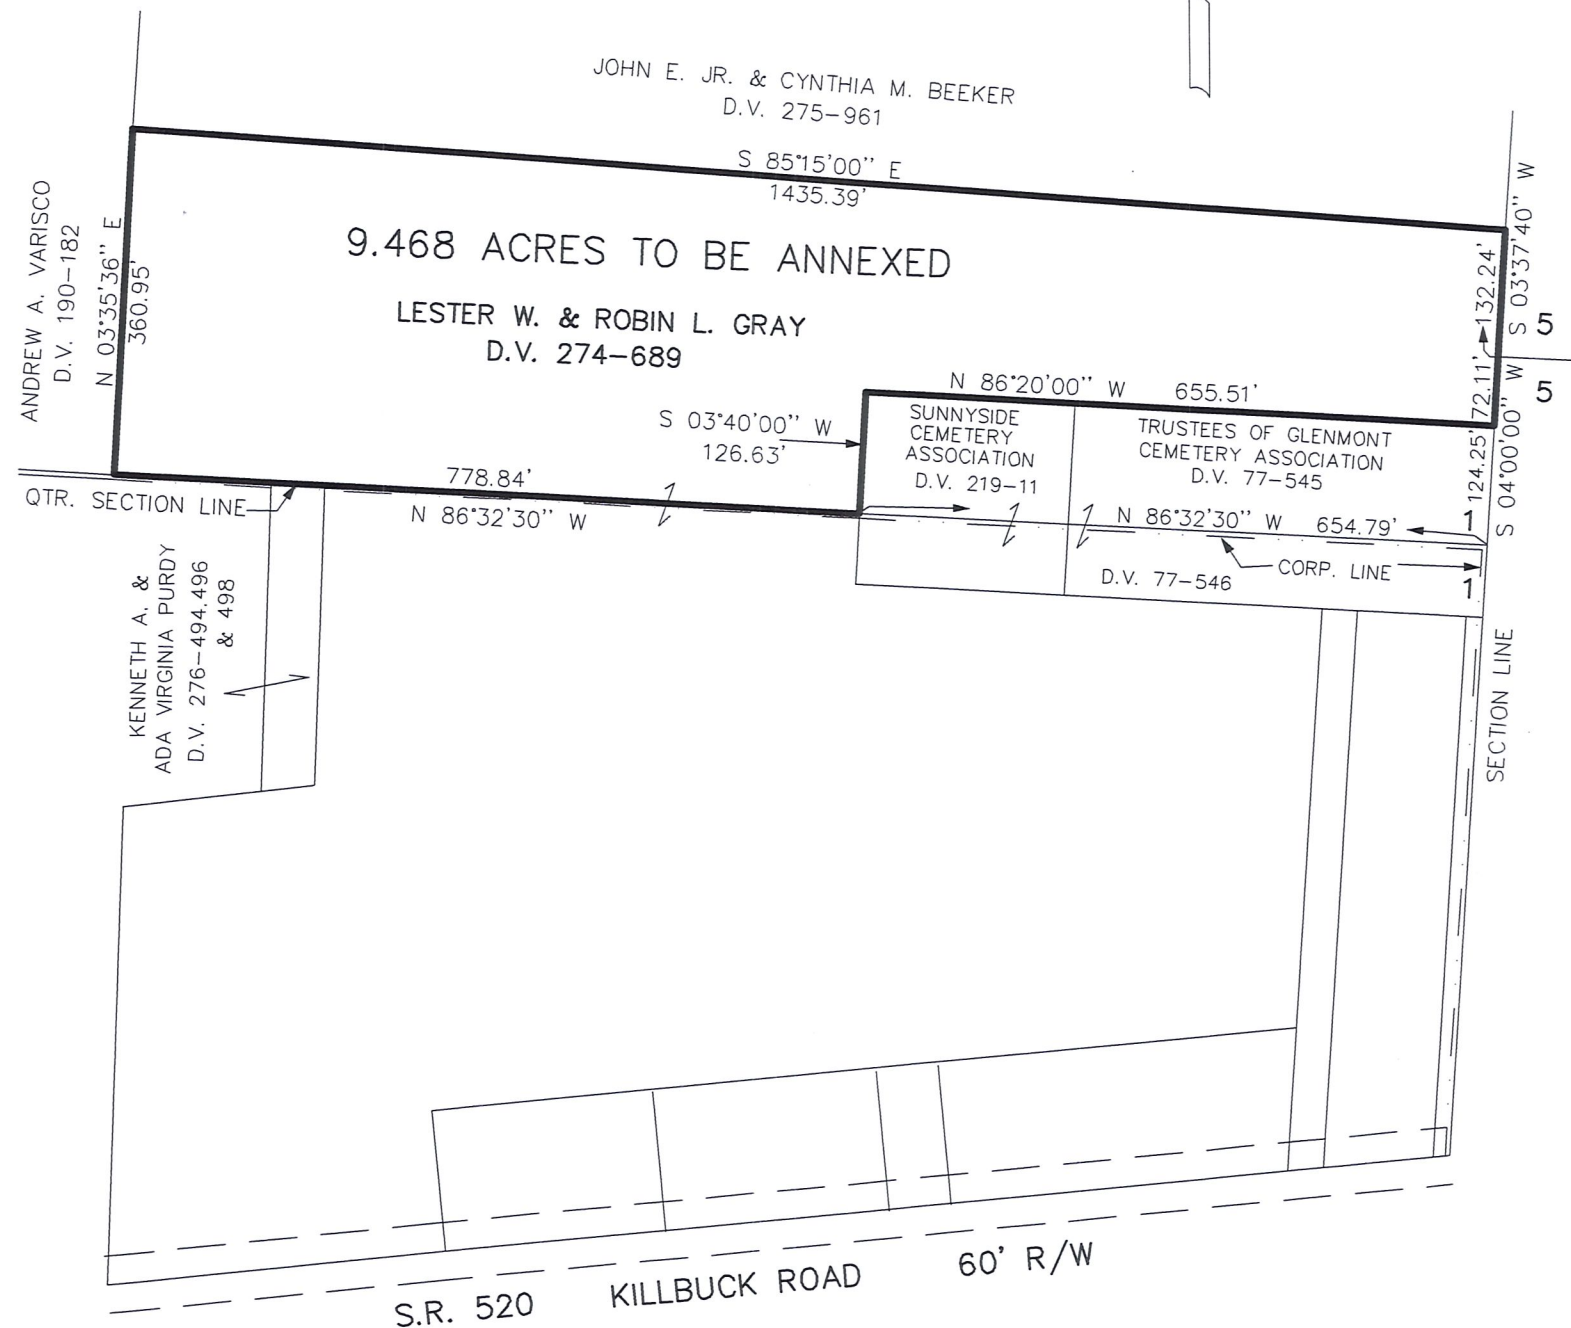 JOHN E. JR. & CYNTHIA M. BEEKER
D.V. 275-961
S 85°15'00" E
1435.39'
ANDREW A. VARISCO
D.V. 190-182
N 03°35'36" E
360.95'
9.468 ACRES TO BE ANNEXED
LESTER W. & ROBIN L. GRAY
D.V. 274-689
132.24'
S 03°37'40" W
5
5
72.11'
N 86°20'00" W 655.51'
S 03°40'00" W
126.63'
SUNNYSIDE
CEMETERY
ASSOCIATION
D.V. 219-11
TRUSTEES OF GLENMONT
CEMETERY ASSOCIATION
D.V. 77-545
124.25'
S 04°00'00" W
778.84'
N 86°32'30" W
QTR. SECTION LINE
N 86°32'30" W 654.79'
1
1
CORP. LINE
D.V. 77-546
KENNETH A. &
ADA VIRGINIA PURDY
D.V. 276-494.496
& 498
SECTION LINE
S.R. 520 KILLBUCK ROAD 60' R/W